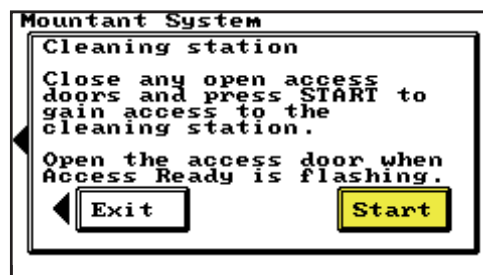 Mountant System
Cleaning station
Close any open access
doors and press START to
gain access to the
cleaning station.
Open the access door when
Access Ready is flashing.
Exit
Start